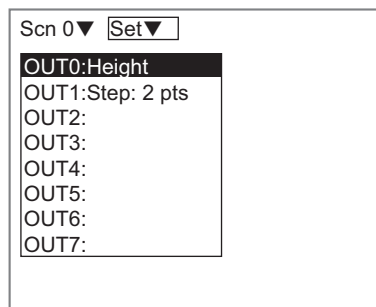 Scn 0▼ Set▼
OUT0:Height
OUT1:Step: 2 pts
OUT2:
OUT3:
OUT4:
OUT5:
OUT6:
OUT7: